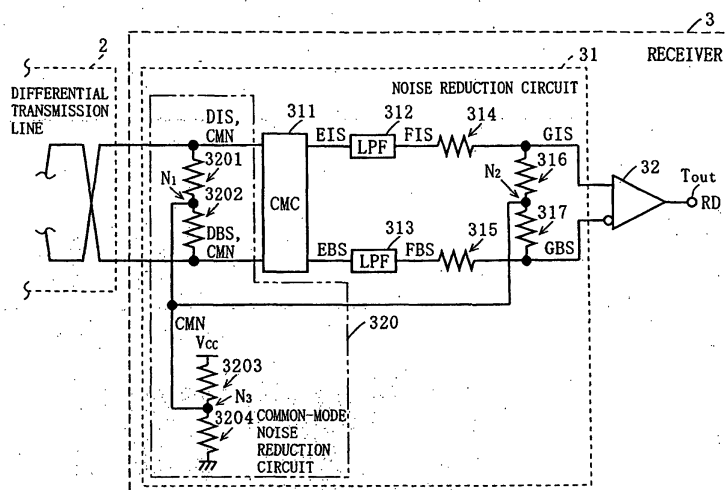 3
2
31
RECEIVER
DIFFERENTIAL
TRANSMISSION
LINE
NOISE REDUCTION CIRCUIT
DIS,
CMN
311
EIS
312
FIS
314
GIS
LPF
3201
N1
3202
N2
316
32
Tout
RD
CMC
DBS,
CMN
313
315
317
EBS
LPF
FBS
GBS
CMN
320
Vcc
3203
N3
3204
COMMON-MODE
NOISE
REDUCTION
CIRCUIT